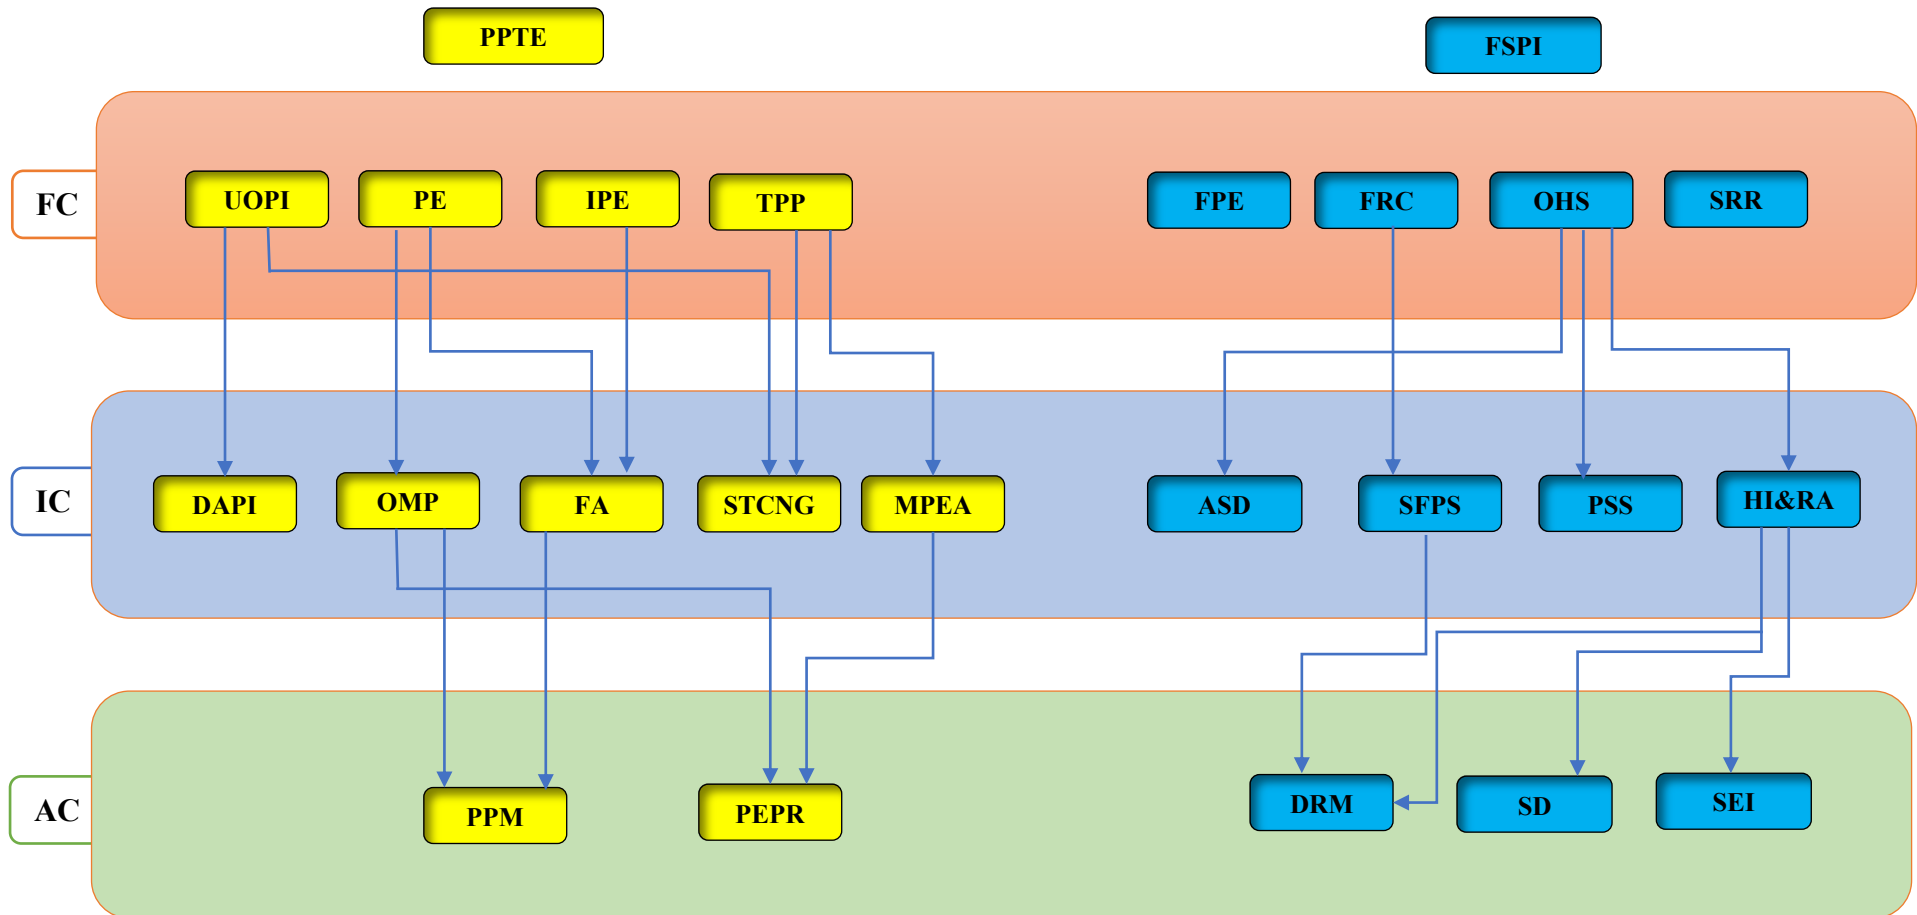 PPTE
FSPI
FC
UOPI
PE
IPE
TPP
FPE
FRC
OHS
SRR
IC
DAPI
OMP
FA
STCNG
MPEA
ASD
SFPS
PSS
HI&RA
AC
PPM
PEPR
DRM
SD
SEI